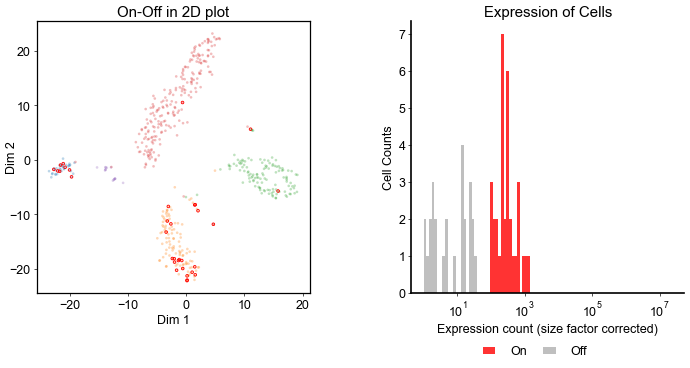 On-Off in 2D plot
20
10
0
−10
−20
Dim 2
−20
−10
0
10
20
Dim 1
Expression of Cells
7
6
5
4
3
2
1
0
Cell Counts
10^1
10^3
10^5
10^7
Expression count (size factor corrected)
On
Off